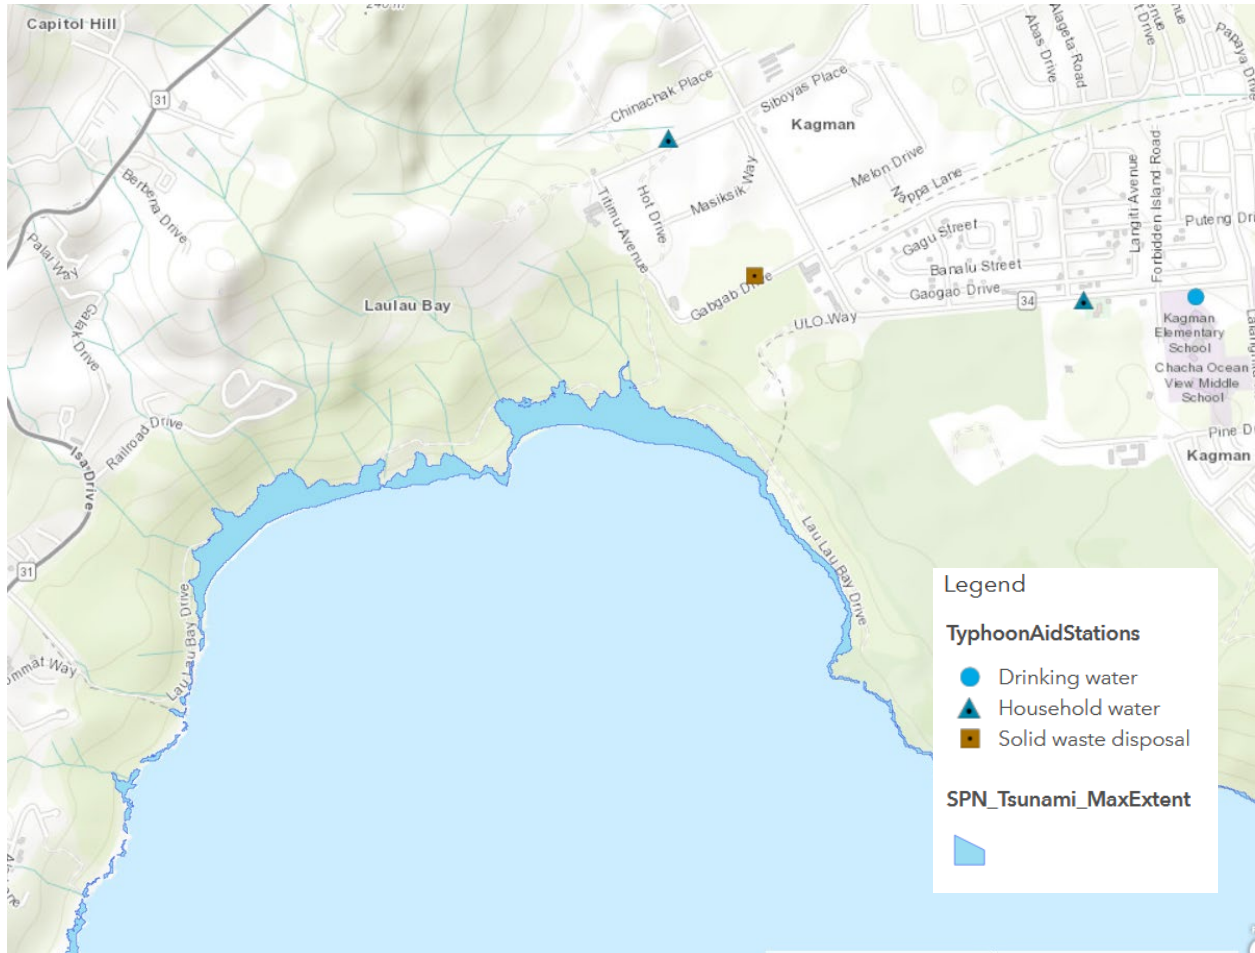 Capitol Hill
240 m
31
Chinachak Place
Siboyas Place
Kagman
Abas Drive
Alageta Road
Papaya Drive
Berbena Drive
Palai Way
Galak Drive
Laulau Bay
Titimu Avenue
Hot Drive
Masiksik Way
Melon Drive
Nappa Lane
Gagu Street
Banalu Street
Gaogao Drive
34
Langiti Avenue
Forbidden Island Road
Gabgab Drive
ULO Way
Kagman
Elementary
School
Chacha Ocean
View Middle
School
Kagman
Railroad Drive
Isa Drive
31
Lau Lau Bay Drive
Lau Lau Bay Drive
ommat Way
Puteng Dri
Pine D
Legend
TyphoonAidStations
Drinking water
Household water
Solid waste disposal
SPN_Tsunami_MaxExtent